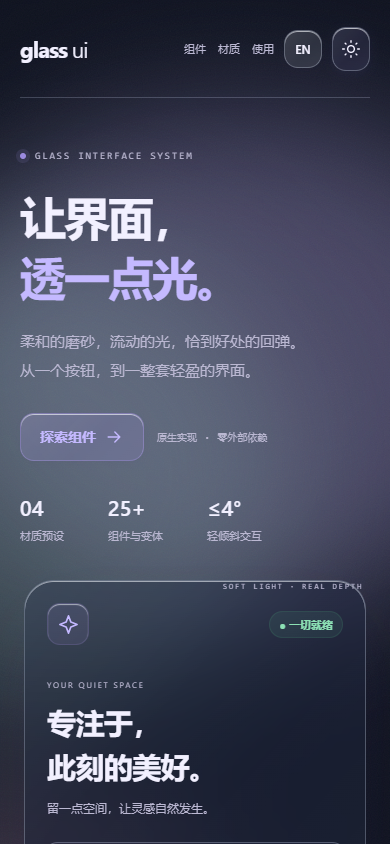 glass ui
组件 材质 使用 EN
GLASS INTERFACE SYSTEM
让界面，
透一点光。
柔和的磨砂，流动的光，恰到好处的回弹。
从一个按钮，到一整套轻盈的界面。
探索组件 →
原生实现 · 零外部依赖
04 25+ ≤4°
材质预设 组件与变体 轻倾斜交互
SOFT LIGHT · REAL DEPTH
一切就绪
YOUR QUIET SPACE
专注于，
此刻的美好。
留一点空间，让灵感自然发生。